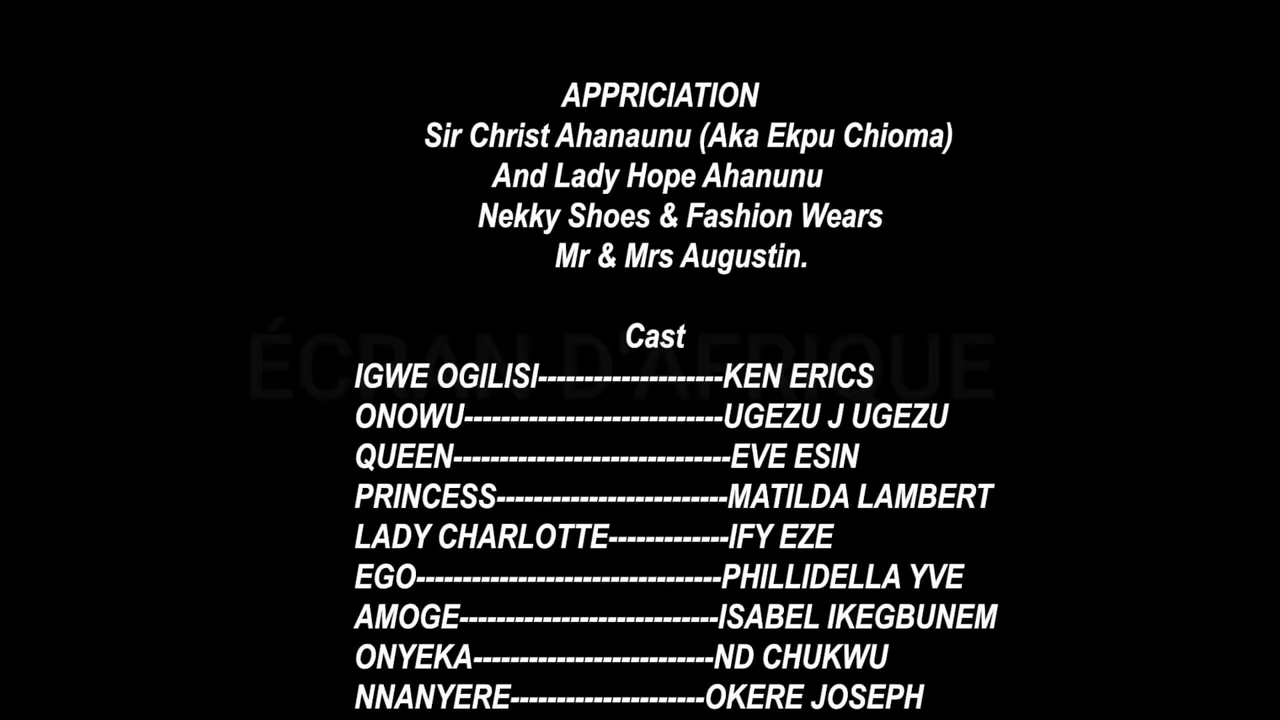 APPRICIATION
Sir Christ Ahanaunu (Aka Ekpu Chioma)
And Lady Hope Ahanunu
Nekky Shoes & Fashion Wears
Mr & Mrs Augustin.
Cast
ÉCRAN D'AFRIQUE
IGWE OGILISI--------------------KEN ERICS
ONOWU----------------------------UGEZU J UGEZU
QUEEN------------------------------EVE ESIN
PRINCESS-------------------------MATILDA LAMBERT
LADY CHARLOTTE-------------IFY EZE
EGO---------------------------------PHILLIDELLA YVE
AMOGE----------------------------ISABEL IKEGBUNEM
ONYEKA--------------------------ND CHUKWU
NNANYERE---------------------OKERE JOSEPH